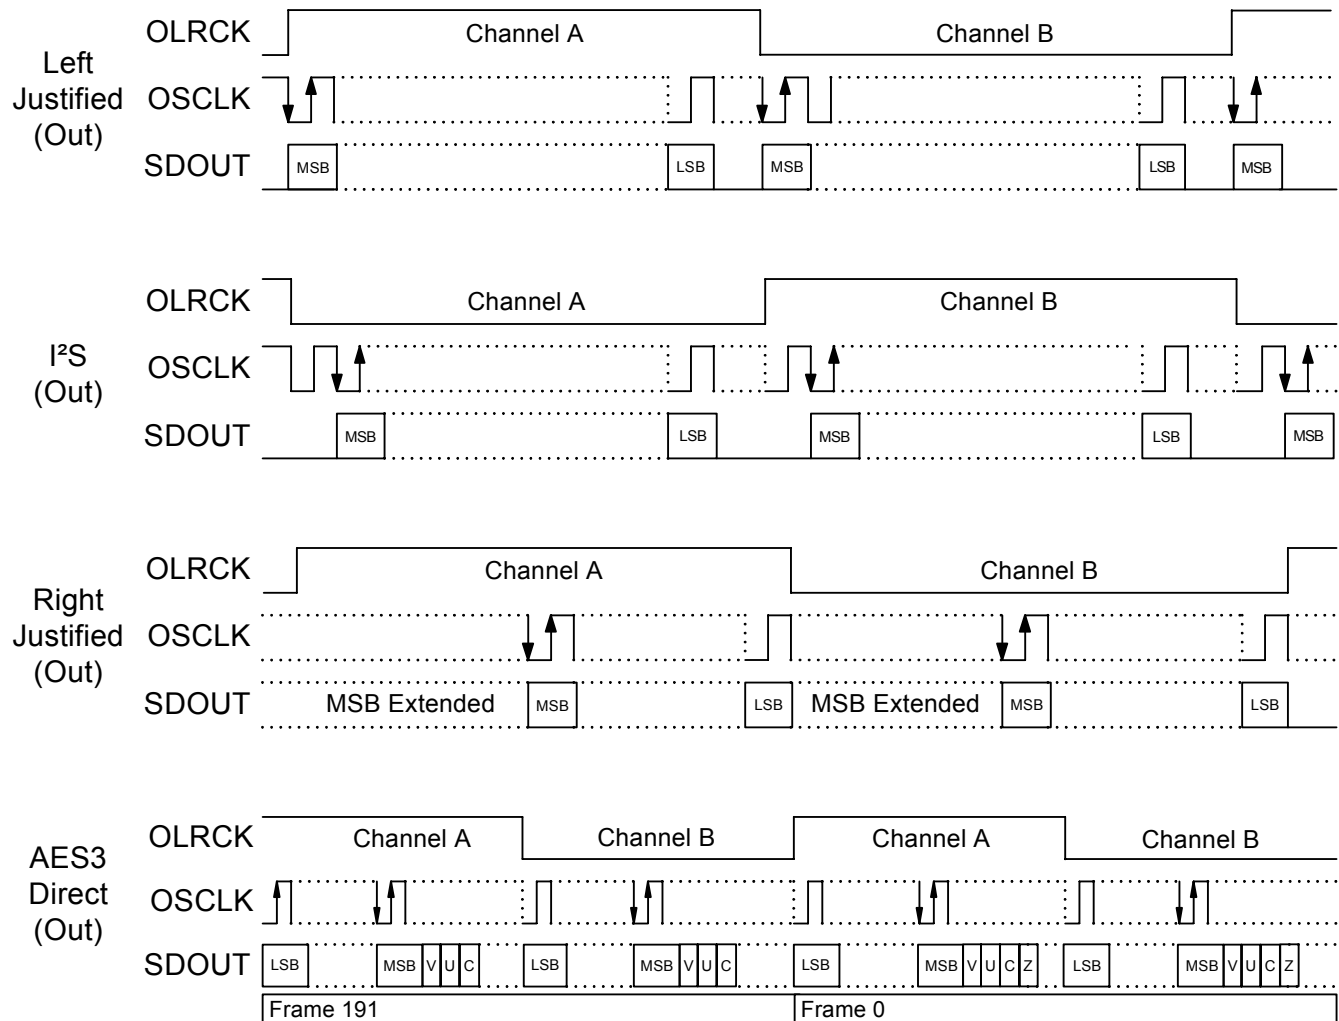 Left
Justified
(Out)
OLRCK
Channel A
Channel B
OSCLK
SDOUT
MSB
LSB
MSB
LSB
MSB
I²S
(Out)
OLRCK
Channel A
Channel B
OSCLK
SDOUT
MSB
LSB
MSB
LSB
MSB
Right
Justified
(Out)
OLRCK
Channel A
Channel B
OSCLK
SDOUT
MSB Extended
MSB
LSB
MSB Extended
MSB
LSB
AES3
Direct
(Out)
OLRCK
Channel A
Channel B
Channel A
Channel B
OSCLK
SDOUT
LSB
MSB V U C
LSB
MSB V U C
LSB
MSB V U C Z
LSB
MSB V U C Z
Frame 191
Frame 0